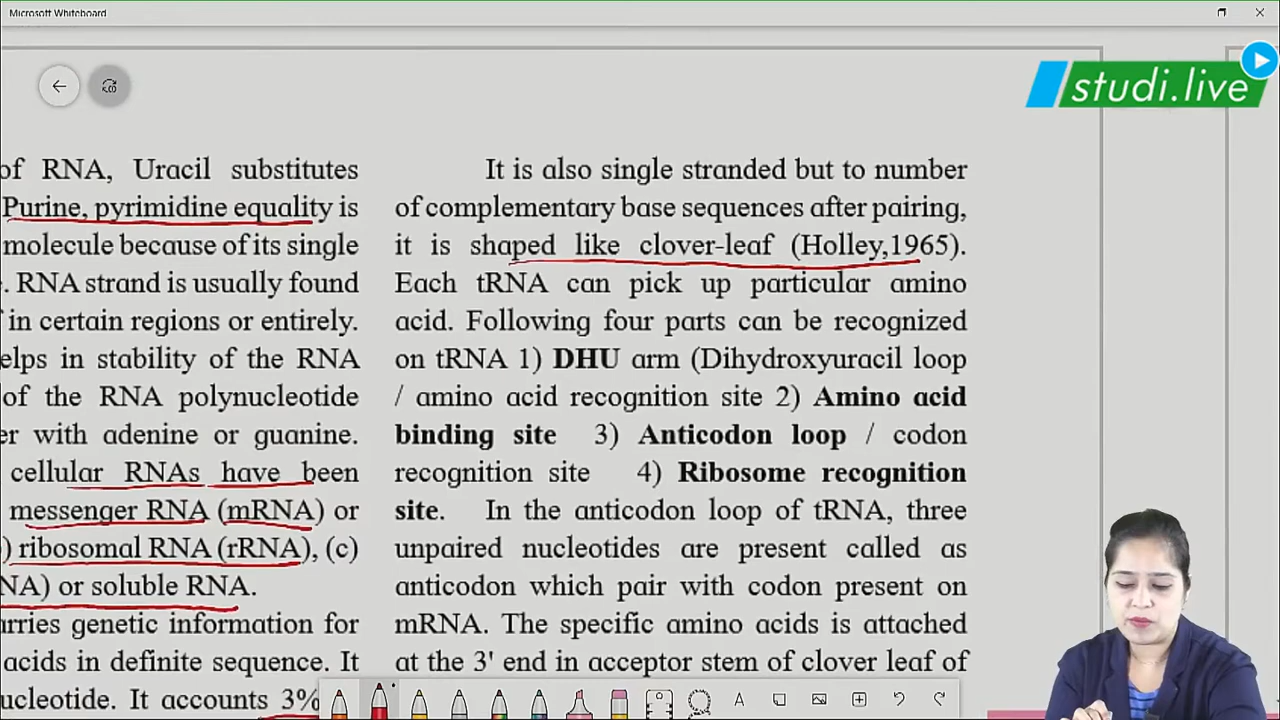 Microsoft Whiteboard
studi.live
of RNA, Uracil substitutes
Purine, pyrimidine equality is
molecule because of its single
. RNA strand is usually found
in certain regions or entirely.
elps in stability of the RNA
of the RNA polynucleotide
er with adenine or guanine.
cellular RNAs have been
messenger RNA (mRNA) or
) ribosomal RNA (rRNA), (c)
NA) or soluble RNA.
arries genetic information for
acids in definite sequence. It
ucleotide. It accounts 3%
It is also single stranded but to number
of complementary base sequences after pairing,
it is shaped like clover-leaf (Holley,1965).
Each tRNA can pick up particular amino
acid. Following four parts can be recognized
on tRNA 1) DHU arm (Dihydroxyuracil loop
/ amino acid recognition site 2) Amino acid
binding site 3) Anticodon loop / codon
recognition site 4) Ribosome recognition
site. In the anticodon loop of tRNA, three
unpaired nucleotides are present called as
anticodon which pair with codon present on
mRNA. The specific amino acids is attached
at the 3' end in acceptor stem of clover leaf of